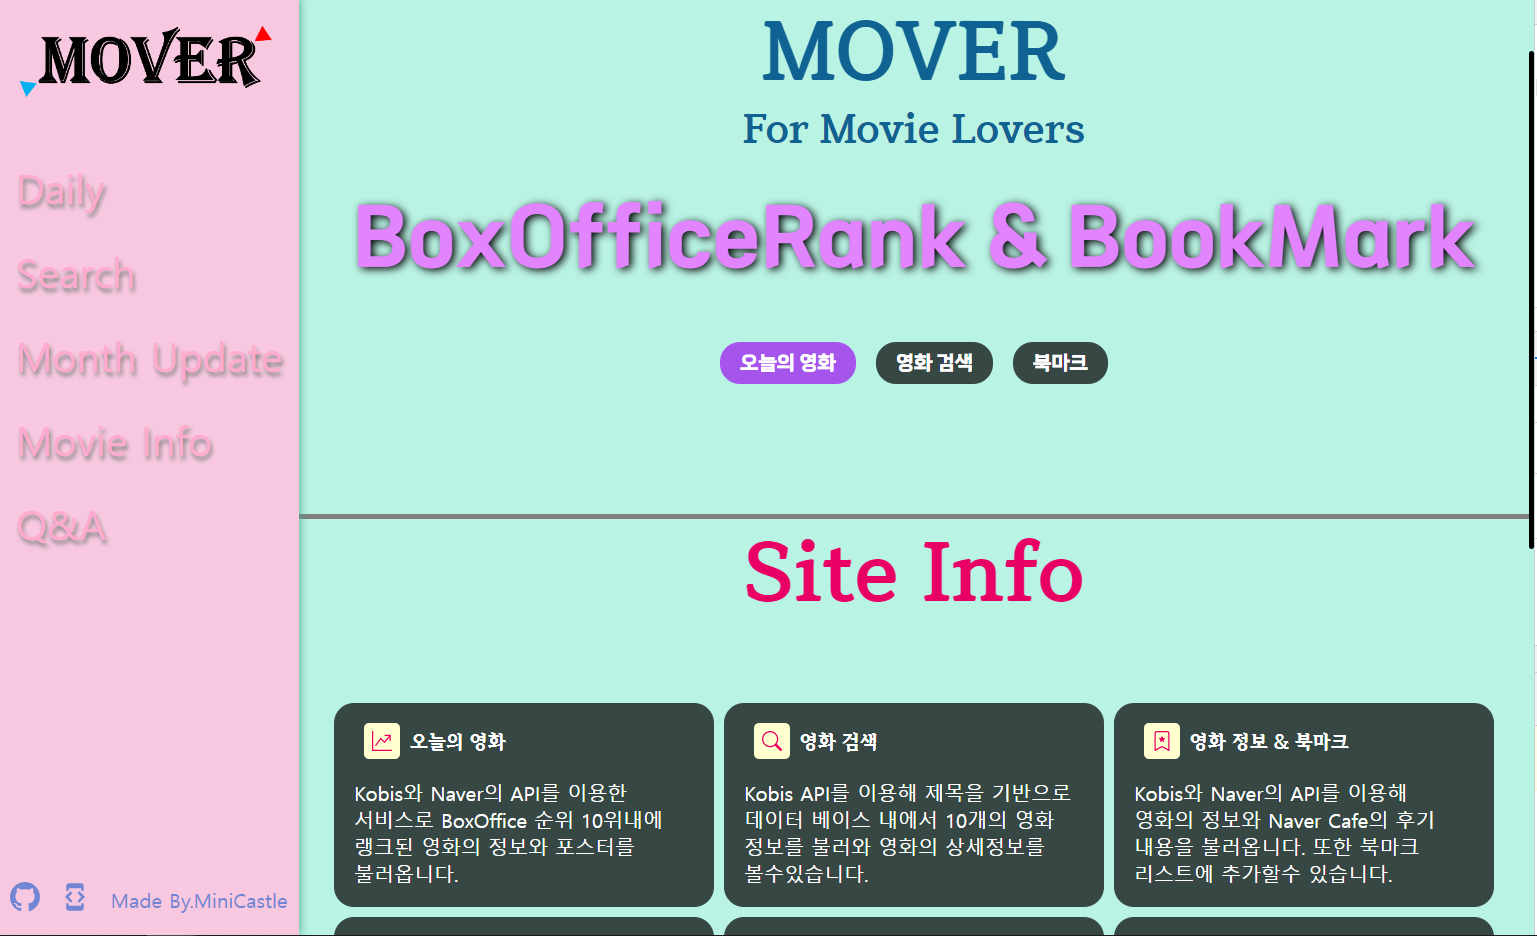 MOVER
Daily
Search
Month Update
Movie Info
Q&A
Made By.MiniCastle
MOVER
For Movie Lovers
BoxOfficeRank & BookMark
오늘의 영화
영화 검색
북마크
Site Info
오늘의 영화
Kobis와 Naver의 API를 이용한
서비스로 BoxOffice 순위 10위내에
랭크된 영화의 정보와 포스터를
불러옵니다.
영화 검색
Kobis API를 이용해 제목을 기반으로
데이터 베이스 내에서 10개의 영화
정보를 불러와 영화의 상세정보를
볼수있습니다.
영화 정보 & 북마크
Kobis와 Naver의 API를 이용해
영화의 정보와 Naver Cafe의 후기
내용을 불러옵니다. 또한 북마크
리스트에 추가할수 있습니다.